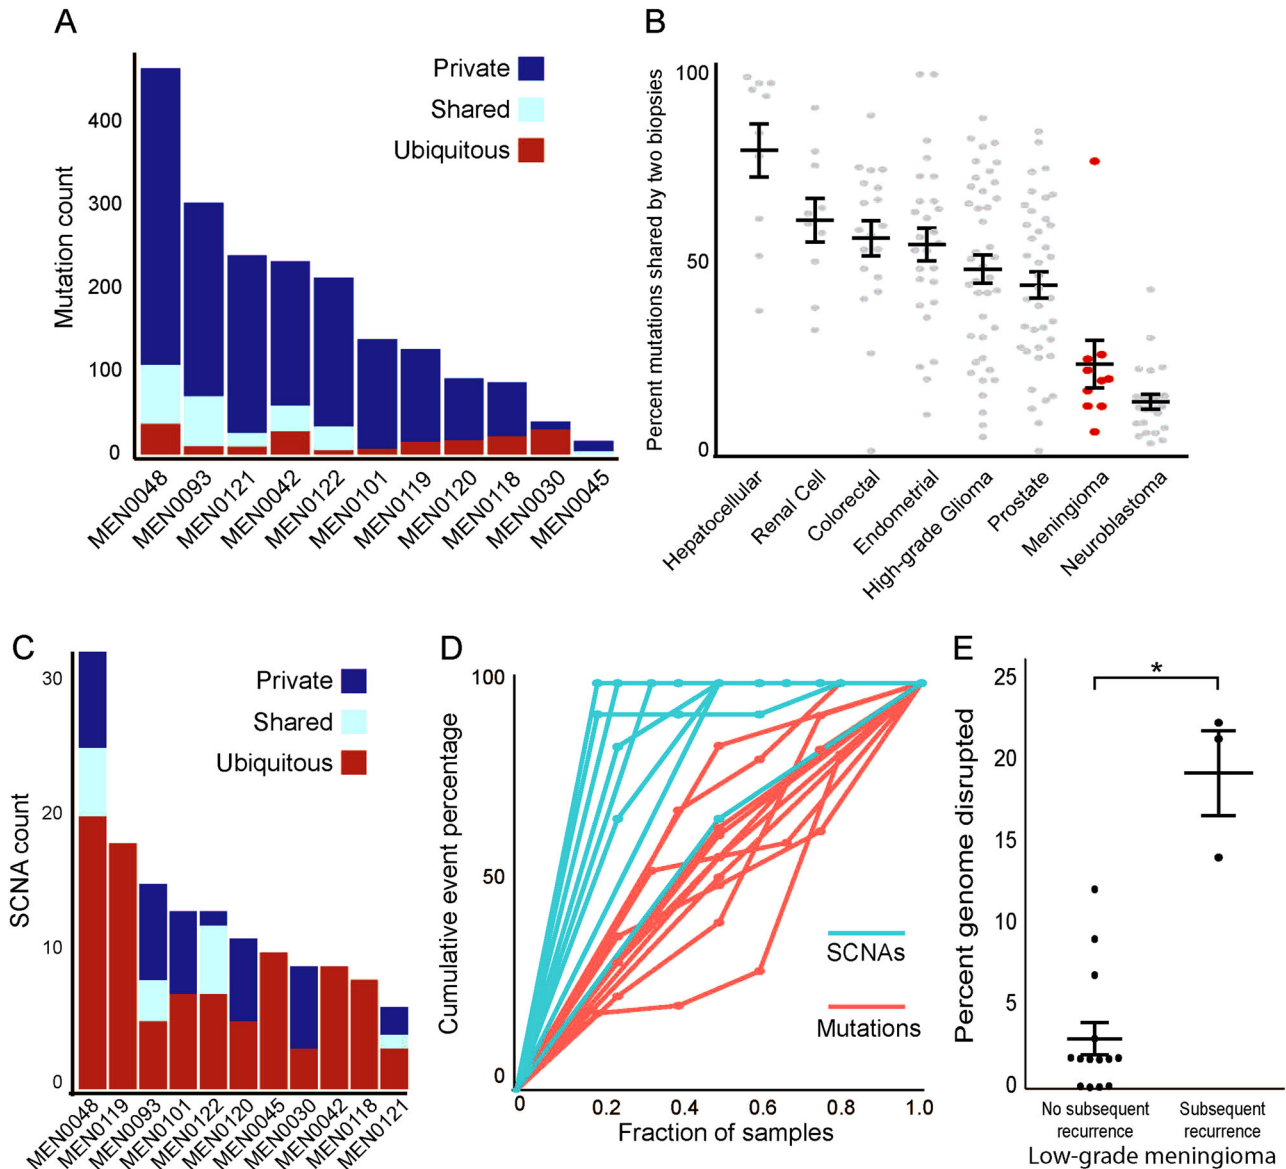 A
Private
Shared
Ubiquitous
Mutation count
400
300
200
100
0
MEN0048
MEN0093
MEN0121
MEN0042
MEN0122
MEN0101
MEN0119
MEN0120
MEN0118
MEN0030
MEN0045
B
Percent mutations shared by two biopsies
100
50
0
Hepatocellular
Renal Cell
Colorectal
Endometrial
High-grade Glioma
Prostate
Meningioma
Neuroblastoma
C
Private
Shared
Ubiquitous
SCNA count
30
20
10
0
MEN0048
MEN0119
MEN0093
MEN0101
MEN0122
MEN0120
MEN0045
MEN0030
MEN0042
MEN0118
MEN0121
D
Cumulative event percentage
100
50
0
SCNAs
Mutations
0 0.2 0.4 0.6 0.8 1.0
Fraction of samples
E
*
Percent genome disrupted
25
20
15
10
5
0
No subsequent
recurrence
Subsequent
recurrence
Low-grade meningioma